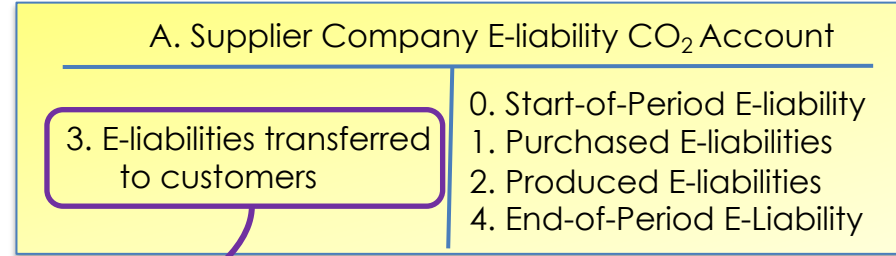 A. Supplier Company E-liability CO₂ Account
3. E-liabilities transferred
to customers
0. Start-of-Period E-liability
1. Purchased E-liabilities
2. Produced E-liabilities
4. End-of-Period E-Liability